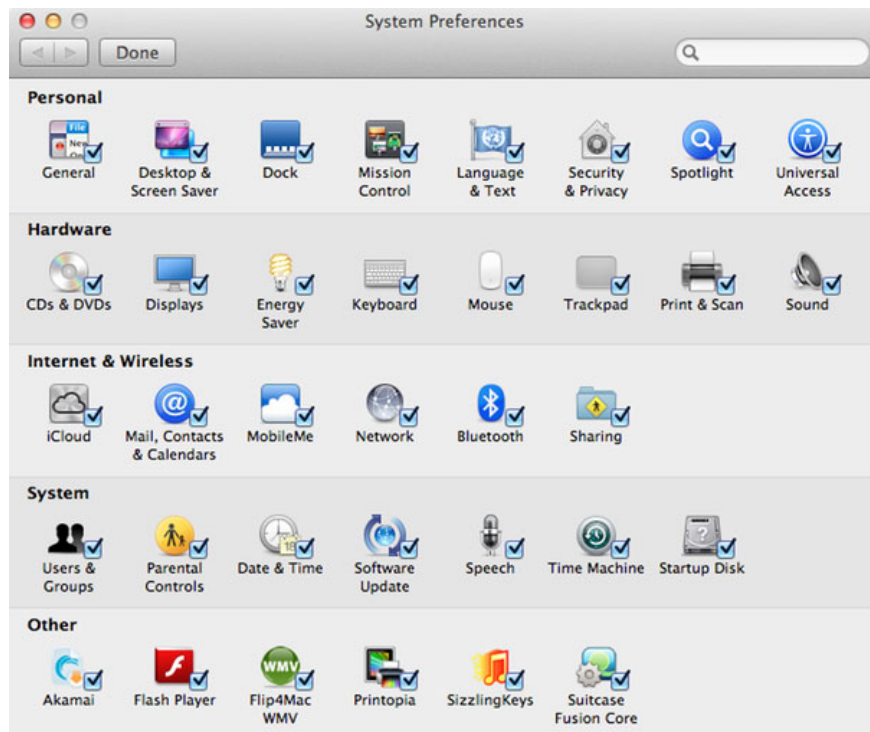 System Preferences
Done
Personal
General Desktop & Screen Saver Dock Mission Control Language & Text Security & Privacy Spotlight Universal Access
Hardware
CDs & DVDs Displays Energy Saver Keyboard Mouse Trackpad Print & Scan Sound
Internet & Wireless
iCloud Mail, Contacts & Calendars MobileMe Network Bluetooth Sharing
System
Users & Groups Parental Controls Date & Time Software Update Speech Time Machine Startup Disk
Other
Akamai Flash Player Flip4Mac WMV Printopia SizzlingKeys Suitcase Fusion Core